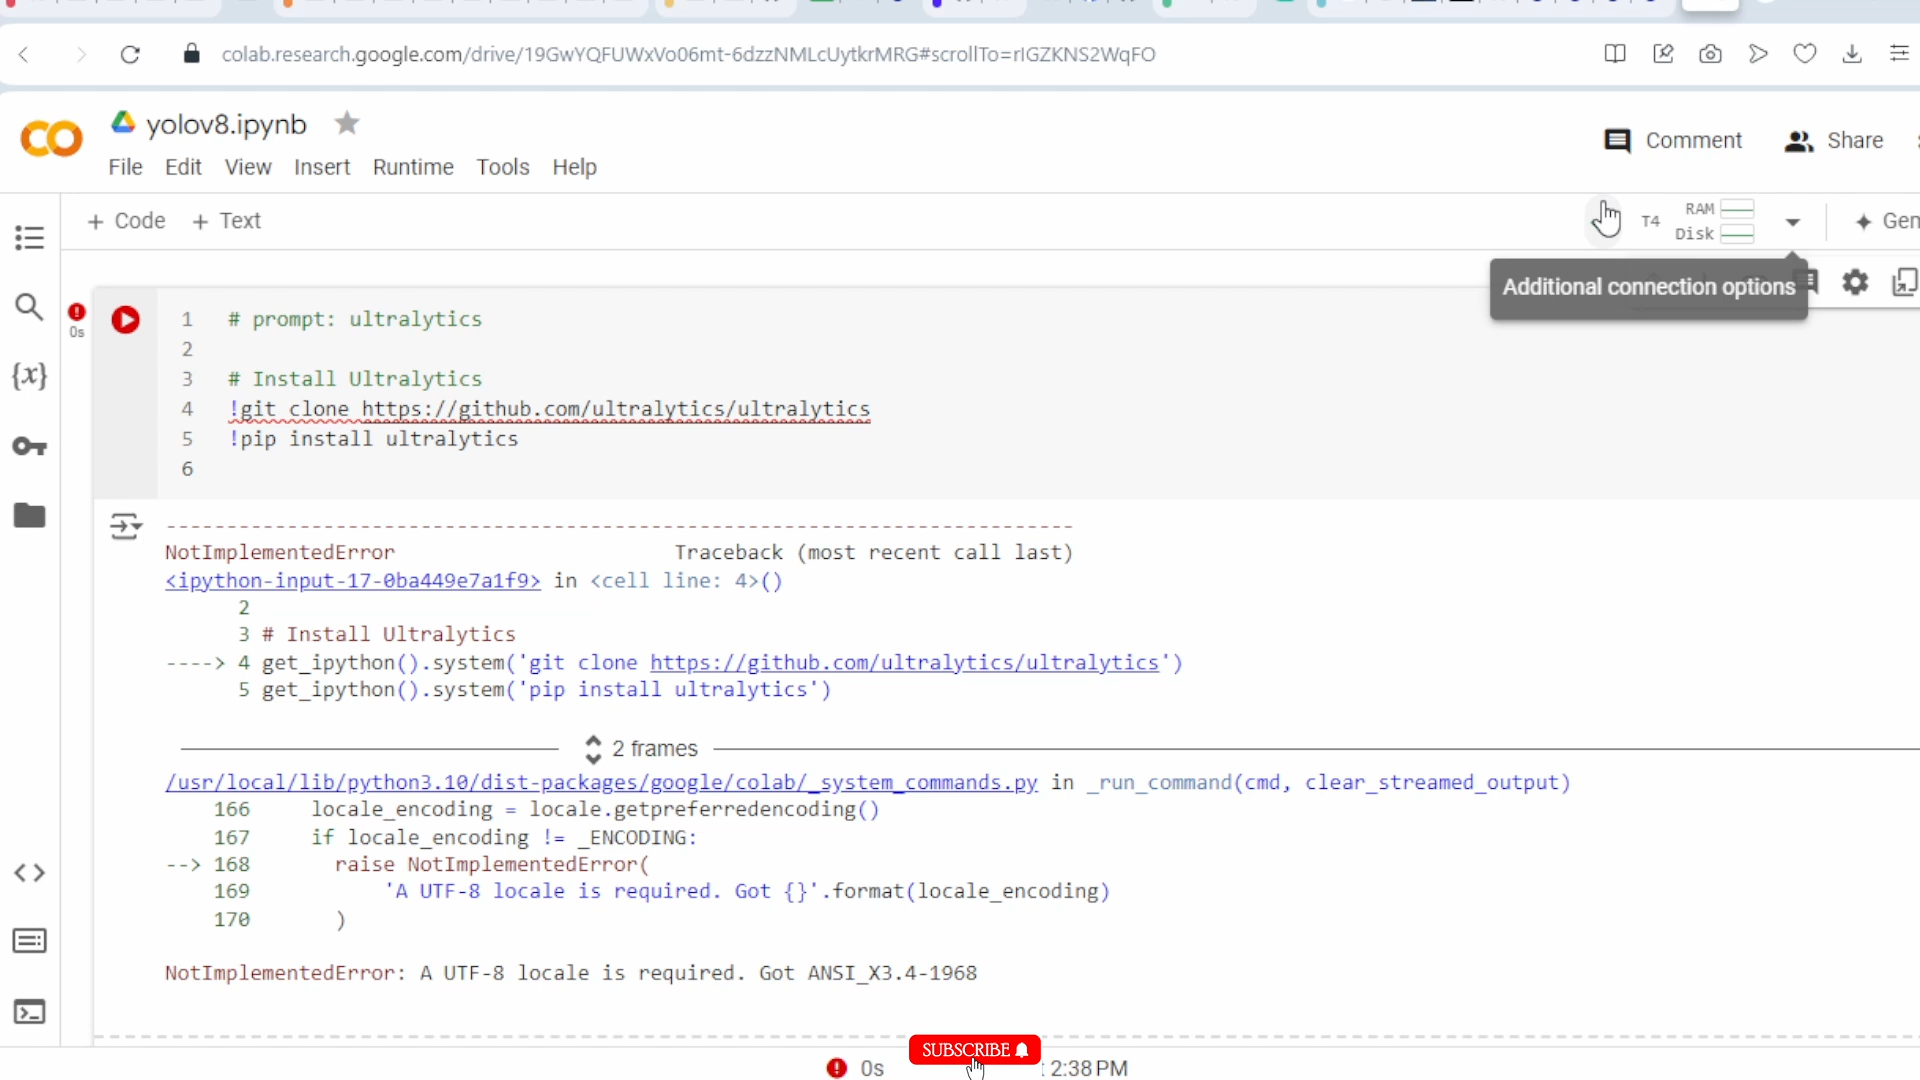 colab.research.google.com/drive/19GwYQFUWxVo06mt-6dzzNMLcUytkrMRG#scrollTo=rIGZKNS2WqFO
yolov8.ipynb
File Edit View Insert Runtime Tools Help
Comment Share
+ Code + Text
T4 RAM
Disk
Additional connection options
0s
1 # prompt: ultralytics
2
3 # Install Ultralytics
4 !git clone https://github.com/ultralytics/ultralytics
5 !pip install ultralytics
6
---------------------------------------------------------------------------
NotImplementedError Traceback (most recent call last)
<ipython-input-17-0ba449e7a1f9> in <cell line: 4>()
2
3 # Install Ultralytics
----> 4 get_ipython().system('git clone https://github.com/ultralytics/ultralytics')
5 get_ipython().system('pip install ultralytics')
2 frames
/usr/local/lib/python3.10/dist-packages/google/colab/_system_commands.py in _run_command(cmd, clear_streamed_output)
166 locale_encoding = locale.getpreferredencoding()
167 if locale_encoding != _ENCODING:
--> 168 raise NotImplementedError(
169 'A UTF-8 locale is required. Got {}'.format(locale_encoding)
170 )
NotImplementedError: A UTF-8 locale is required. Got ANSI_X3.4-1968
SUBSCRIBE
0s 2:38 PM